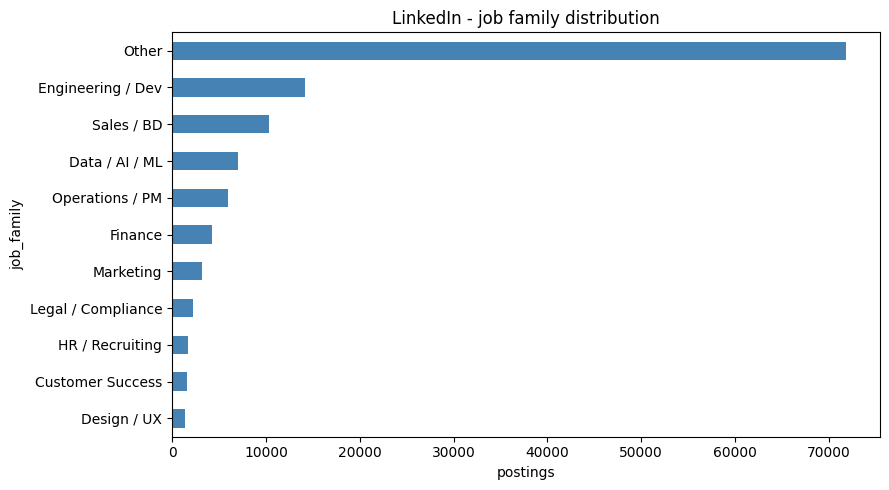 LinkedIn - job family distribution
Other
Engineering / Dev
Sales / BD
Data / AI / ML
Operations / PM
Finance
Marketing
Legal / Compliance
HR / Recruiting
Customer Success
Design / UX
job_family
0 10000 20000 30000 40000 50000 60000 70000
postings